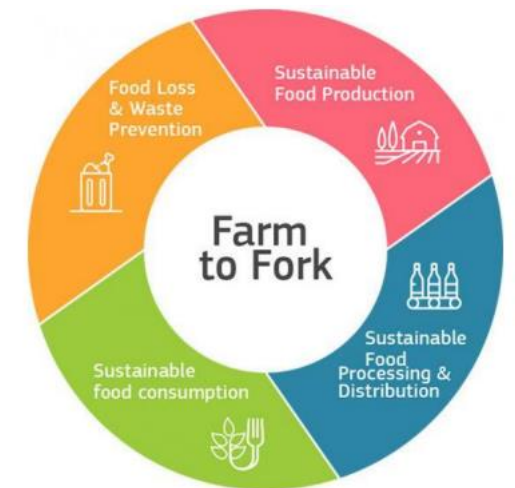 Food Loss
& Waste
Prevention
Sustainable
Food Production
Farm
to Fork
Sustainable
Food
Processing &
Distribution
Sustainable
food consumption